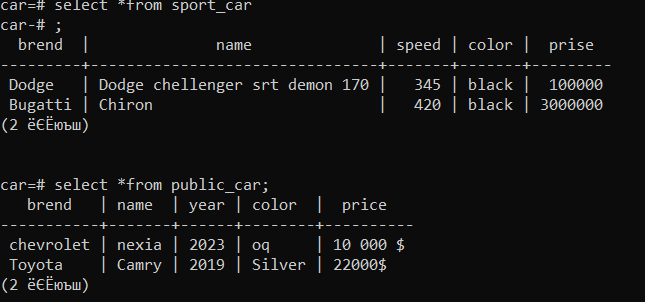 car=# select *from sport_car
car-# ;
  brend  |             name              | speed | color |  prise
---------+-------------------------------+-------+-------+---------
 Dodge   | Dodge chellenger srt demon 170 |   345 | black |  100000
 Bugatti | Chiron                        |   420 | black | 3000000
(2 ёЄЁюъш)
car=# select *from public_car;
   brend   | name  | year | color  |  price
-----------+-------+------+--------+----------
 chevrolet | nexia | 2023 | oq     | 10 000 $
 Toyota    | Camry | 2019 | Silver | 22000$
(2 ёЄЁюъш)